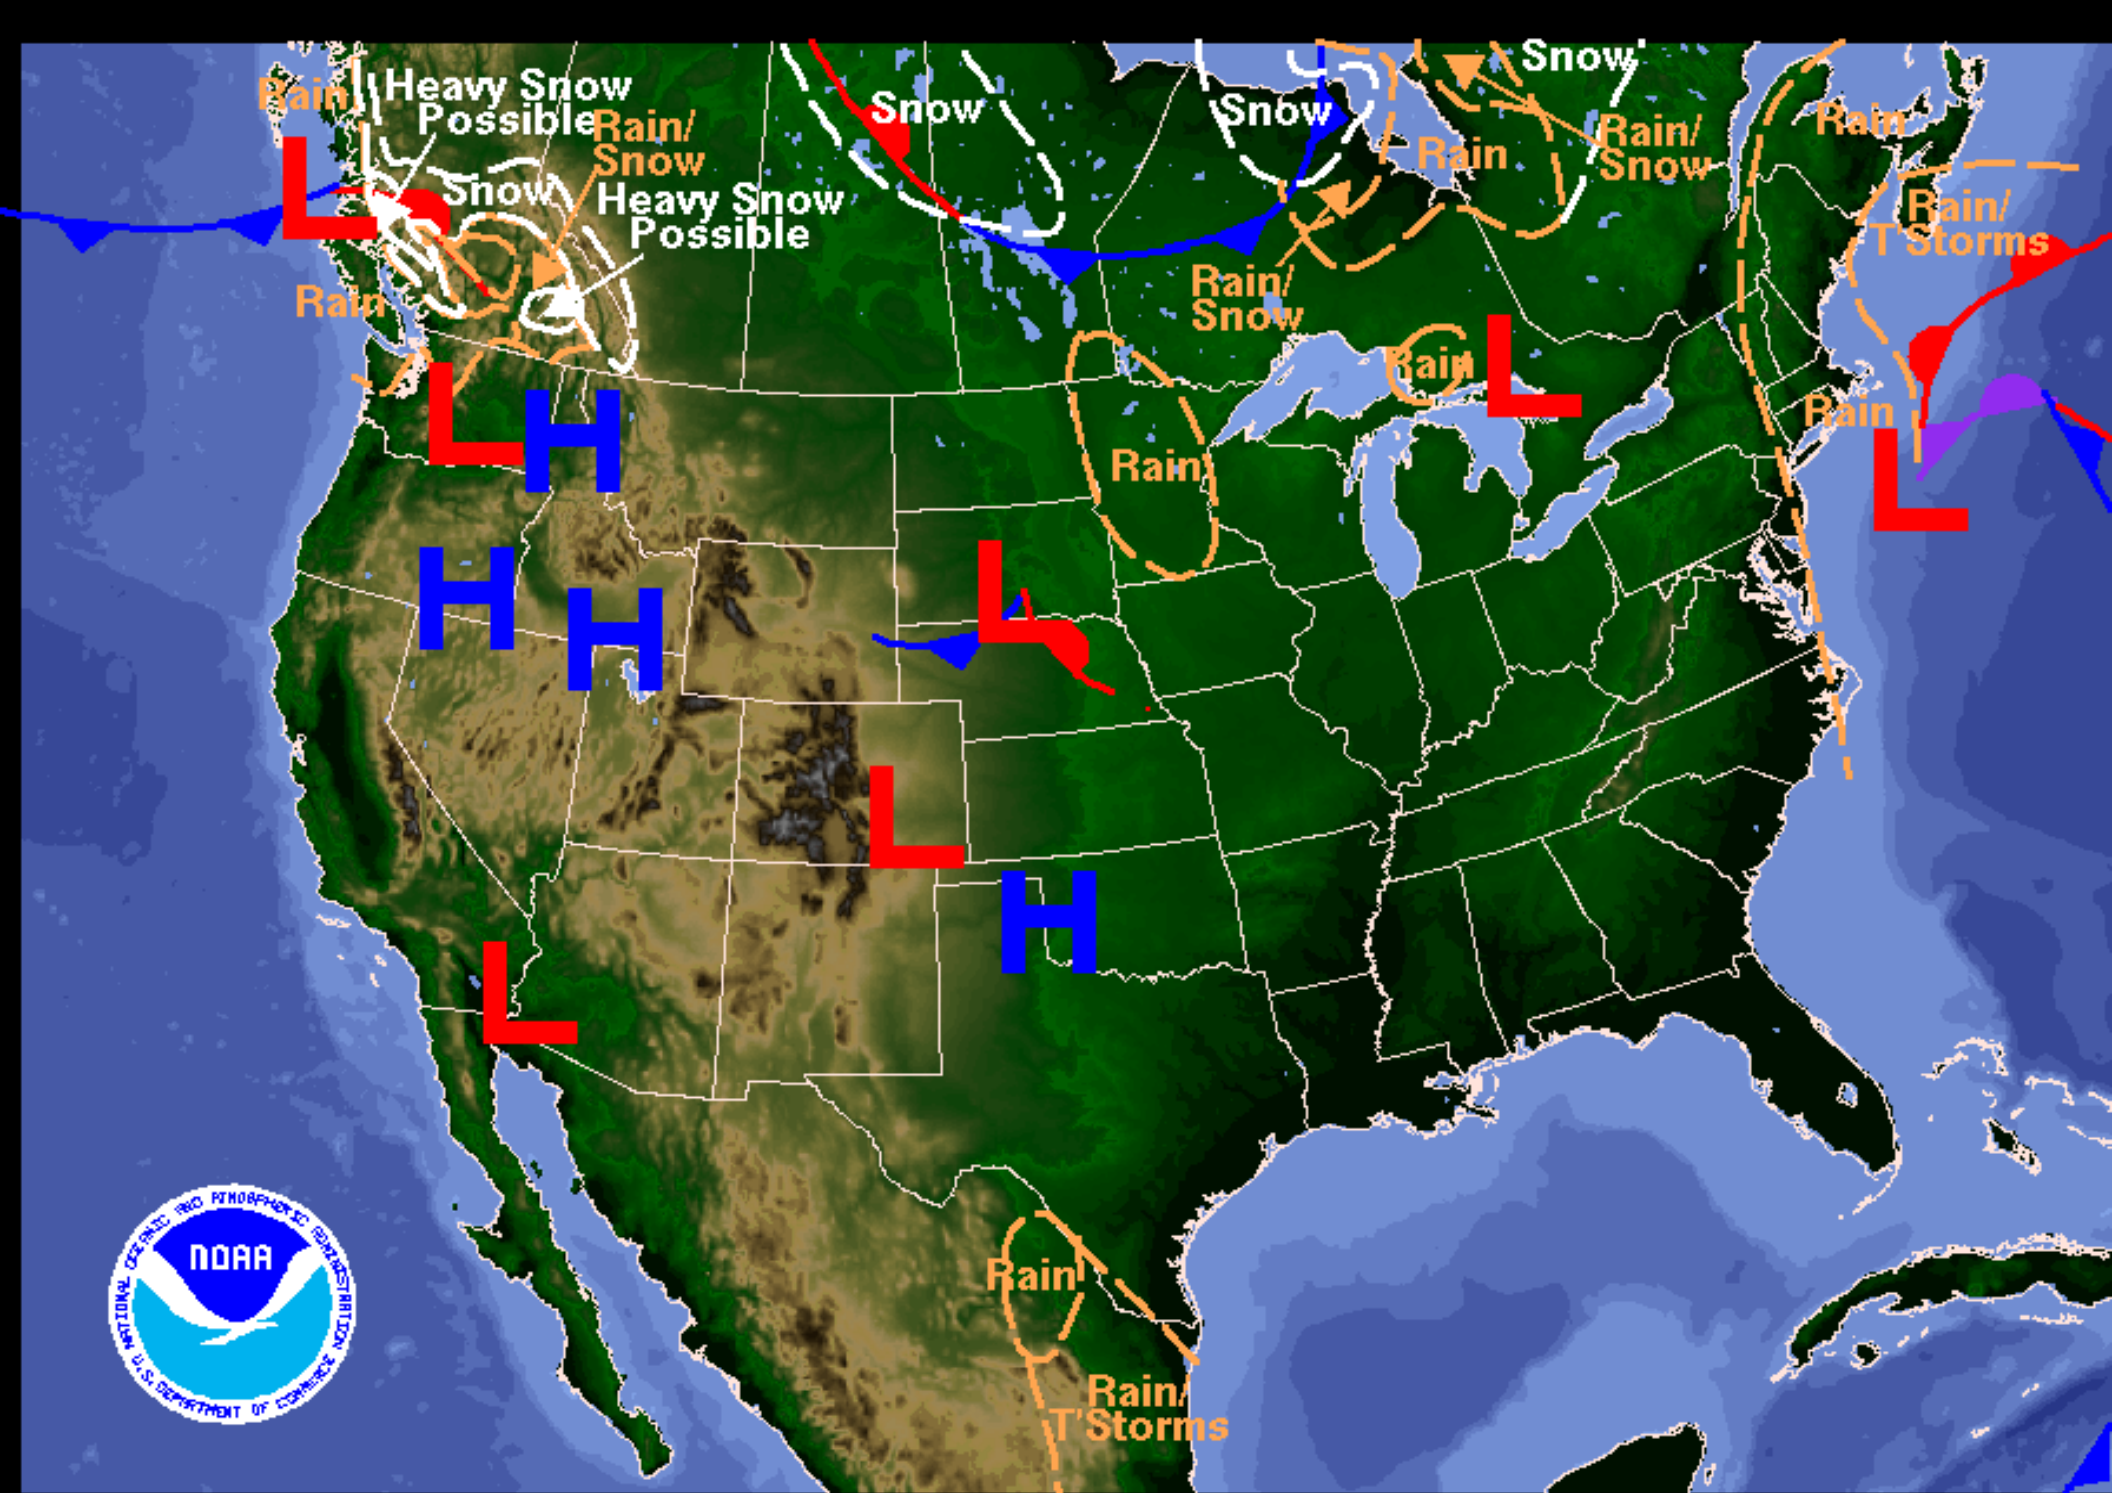 Snow
Rain
Heavy Snow
Possible
Snow
Snow
Rain/
Snow
Rain
Rain
Rain/
Snow
Snow
Heavy Snow
Possible
Rain/
T'Storms
Rain/
Snow
Rain
Rain
Rain
L
L
H
Rain
L
L
H
L
H
L
H
L
H
L
NOAA
NATIONAL OCEANIC AND ATMOSPHERIC ADMINISTRATION
U.S. DEPARTMENT OF COMMERCE
Rain
Rain/
T'Storms